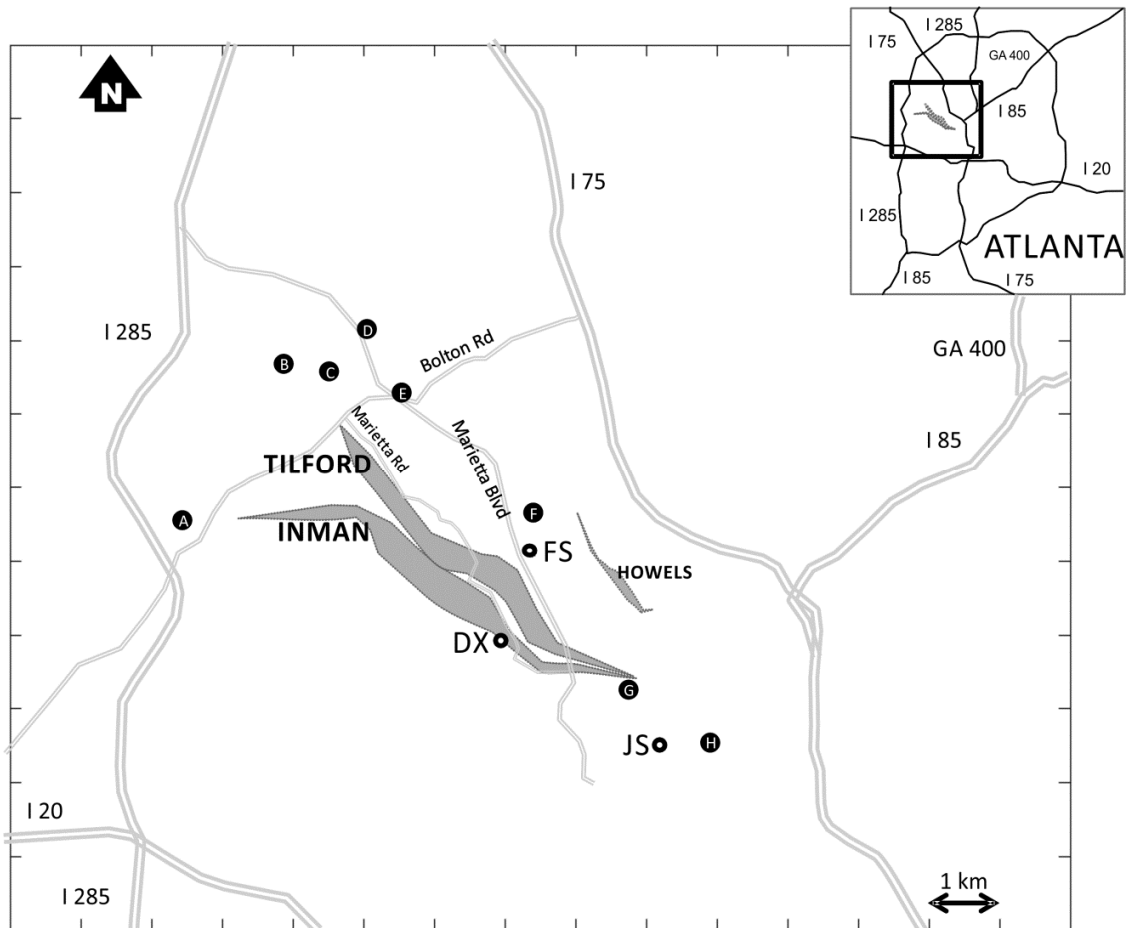 I 285
I 75
GA 400
I 85
I 20
I 285
ATLANTA
I 85
I 75
N
I 75
I 285
D
Bolton Rd
GA 400
B
C
E
Marietta Rd
Marietta Blvd
I 85
TILFORD
A
F
INMAN
FS
HOWELS
DX
G
JS
H
I 20
1 km
I 285